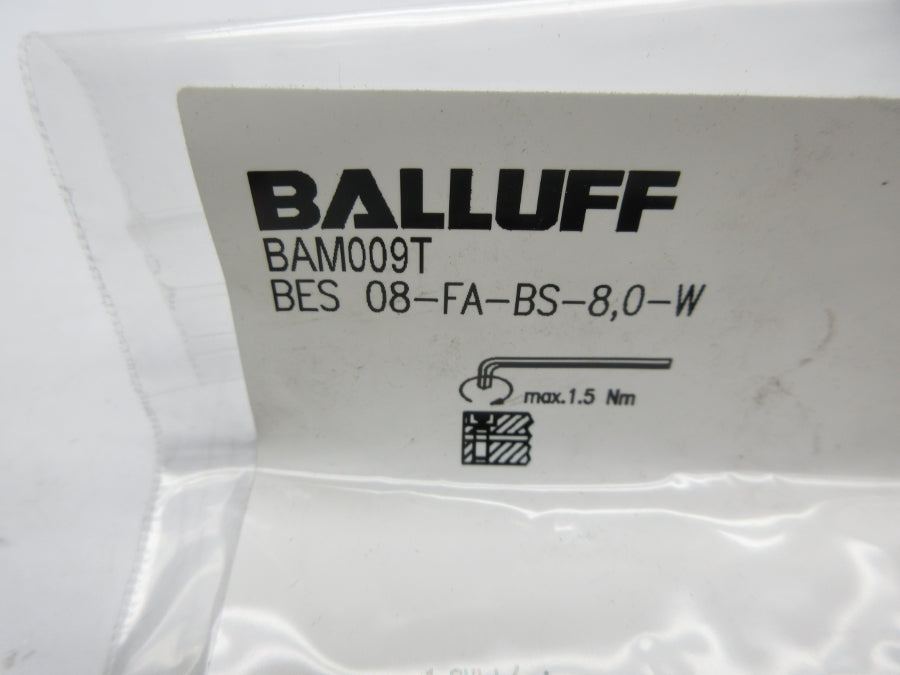 BALLUFF
BAM009T
BES 08-FA-BS-8,0-W
max.1.5 Nm